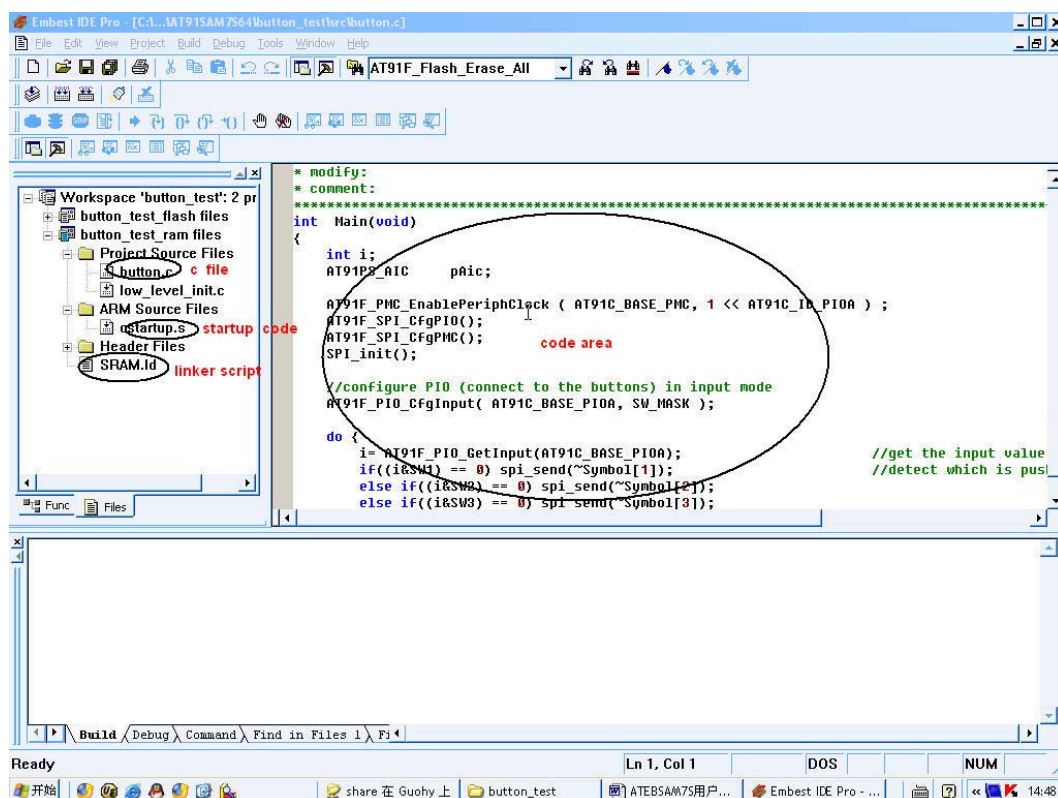 Embest IDE Pro - [C:\...\AT91SAM7S64\button_test\src\button.c]
File Edit View Project Build Debug Tools Window Help
AT91F_Flash_Erase_All
Workspace 'button_test': 2 pr
button_test_flash files
button_test_ram files
Project Source Files
button.c c file
low_level_init.c
ARM Source Files
startup.s startup code
Header Files
SRAM.ld
linker script
Func Files
* modify:
* comment:
int Main(void)
{
int i;
AT91PS_AIC pAic;
AT91F_PMC_EnablePeriphClock ( AT91C_BASE_PMC, 1 << AT91C_ID_PIOA ) ;
AT91F_SPI_CfgPIO();
AT91F_SPI_CfgPMC();
code area
SPI_init();
//configure PIO (connect to the buttons) in input mode
AT91F_PIO_CfgInput( AT91C_BASE_PIOA, SW_MASK );
do {
i= AT91F_PIO_GetInput(AT91C_BASE_PIOA); //get the input value
if((i&SW1) == 0) spi_send(~Symbol[1]); //detect which is pus
else if((i&SW2) == 0) spi_send(~Symbol[2]);
else if((i&SW3) == 0) spi_send(~Symbol[3]);
Build Debug Command Find in Files 1 Fi
Ready Ln 1, Col 1 DOS NUM
开始 share 在 Guohy 上 button_test ATEBSAM7S用户... Embest IDE Pro - ... 14:48